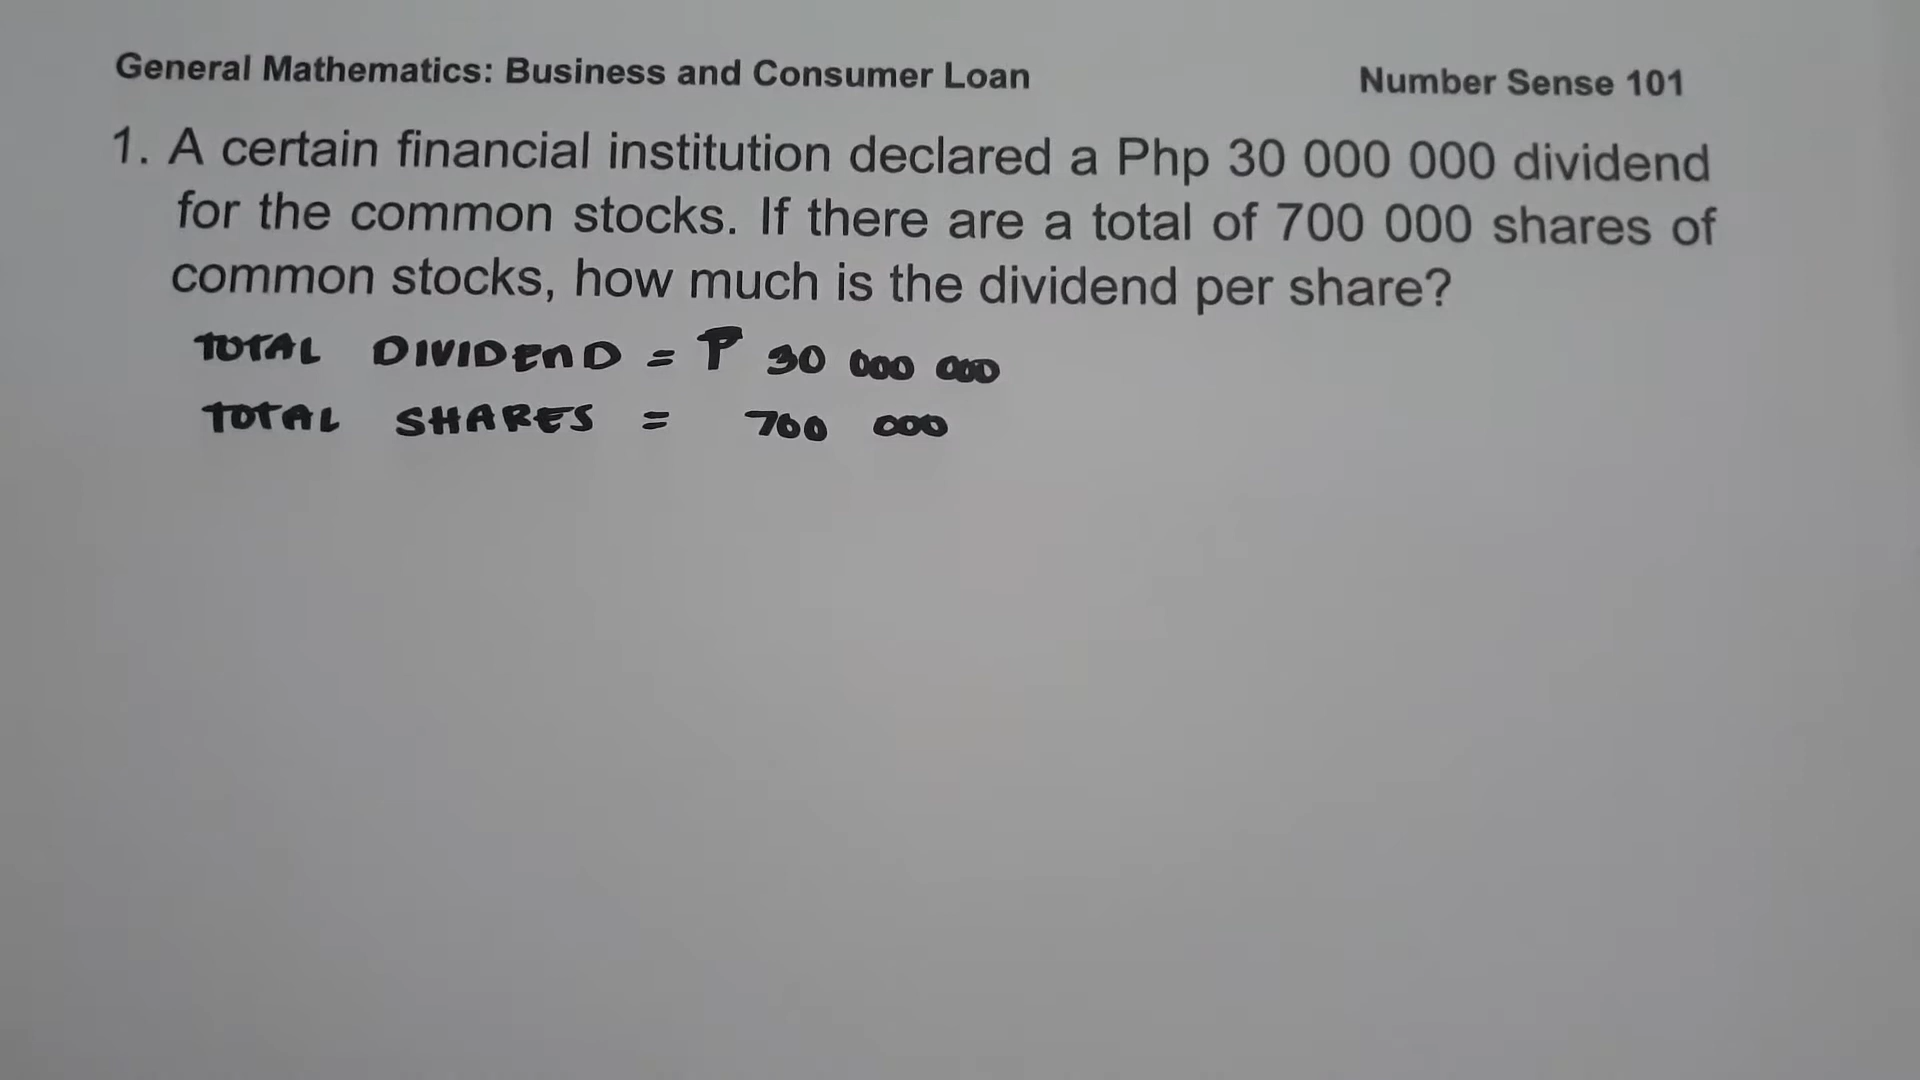 General Mathematics: Business and Consumer Loan Number Sense 101
1. A certain financial institution declared a Php 30 000 000 dividend
for the common stocks. If there are a total of 700 000 shares of
common stocks, how much is the dividend per share?
TOTAL DIVIDEND = ₱ 30 000 000
TOTAL SHARES = 700 000